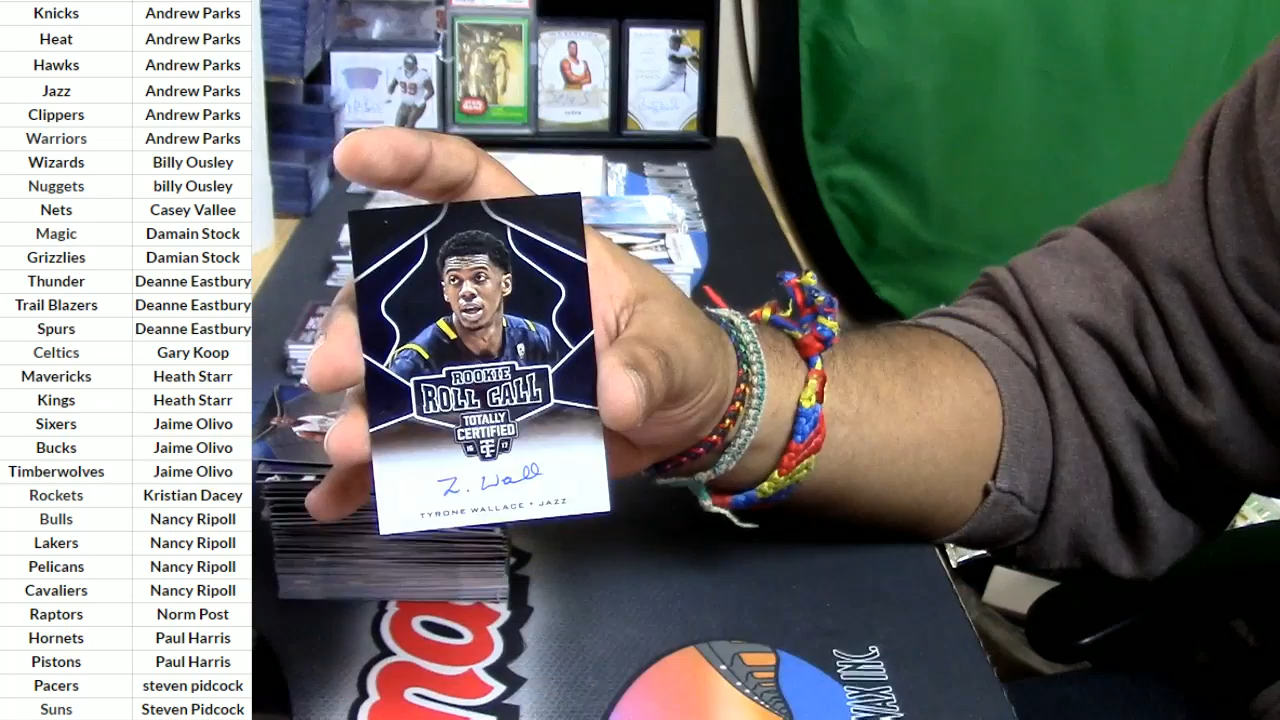 Knicks Andrew Parks
Heat Andrew Parks
Hawks Andrew Parks
Jazz Andrew Parks
Clippers Andrew Parks
Warriors Andrew Parks
Wizards Billy Ousley
Nuggets billy Ousley
Nets Casey Vallee
Magic Damain Stock
Grizzlies Damian Stock
Thunder Deanne Eastbury
Trail Blazers Deanne Eastbury
Spurs Deanne Eastbury
Celtics Gary Koop
Mavericks Heath Starr
Kings Heath Starr
Sixers Jaime Olivo
Bucks Jaime Olivo
Timberwolves Jaime Olivo
Rockets Kristian Dacey
Bulls Nancy Ripoll
Lakers Nancy Ripoll
Pelicans Nancy Ripoll
Cavaliers Nancy Ripoll
Raptors Norm Post
Hornets Paul Harris
Pistons Paul Harris
Pacers steven pidcock
Suns Steven Pidcock
ROOKIE
ROLL CALL
TOTALLY
CERTIFIED
16 17
Z. Wall
TYRONE WALLACE • JAZZ
WAX INC